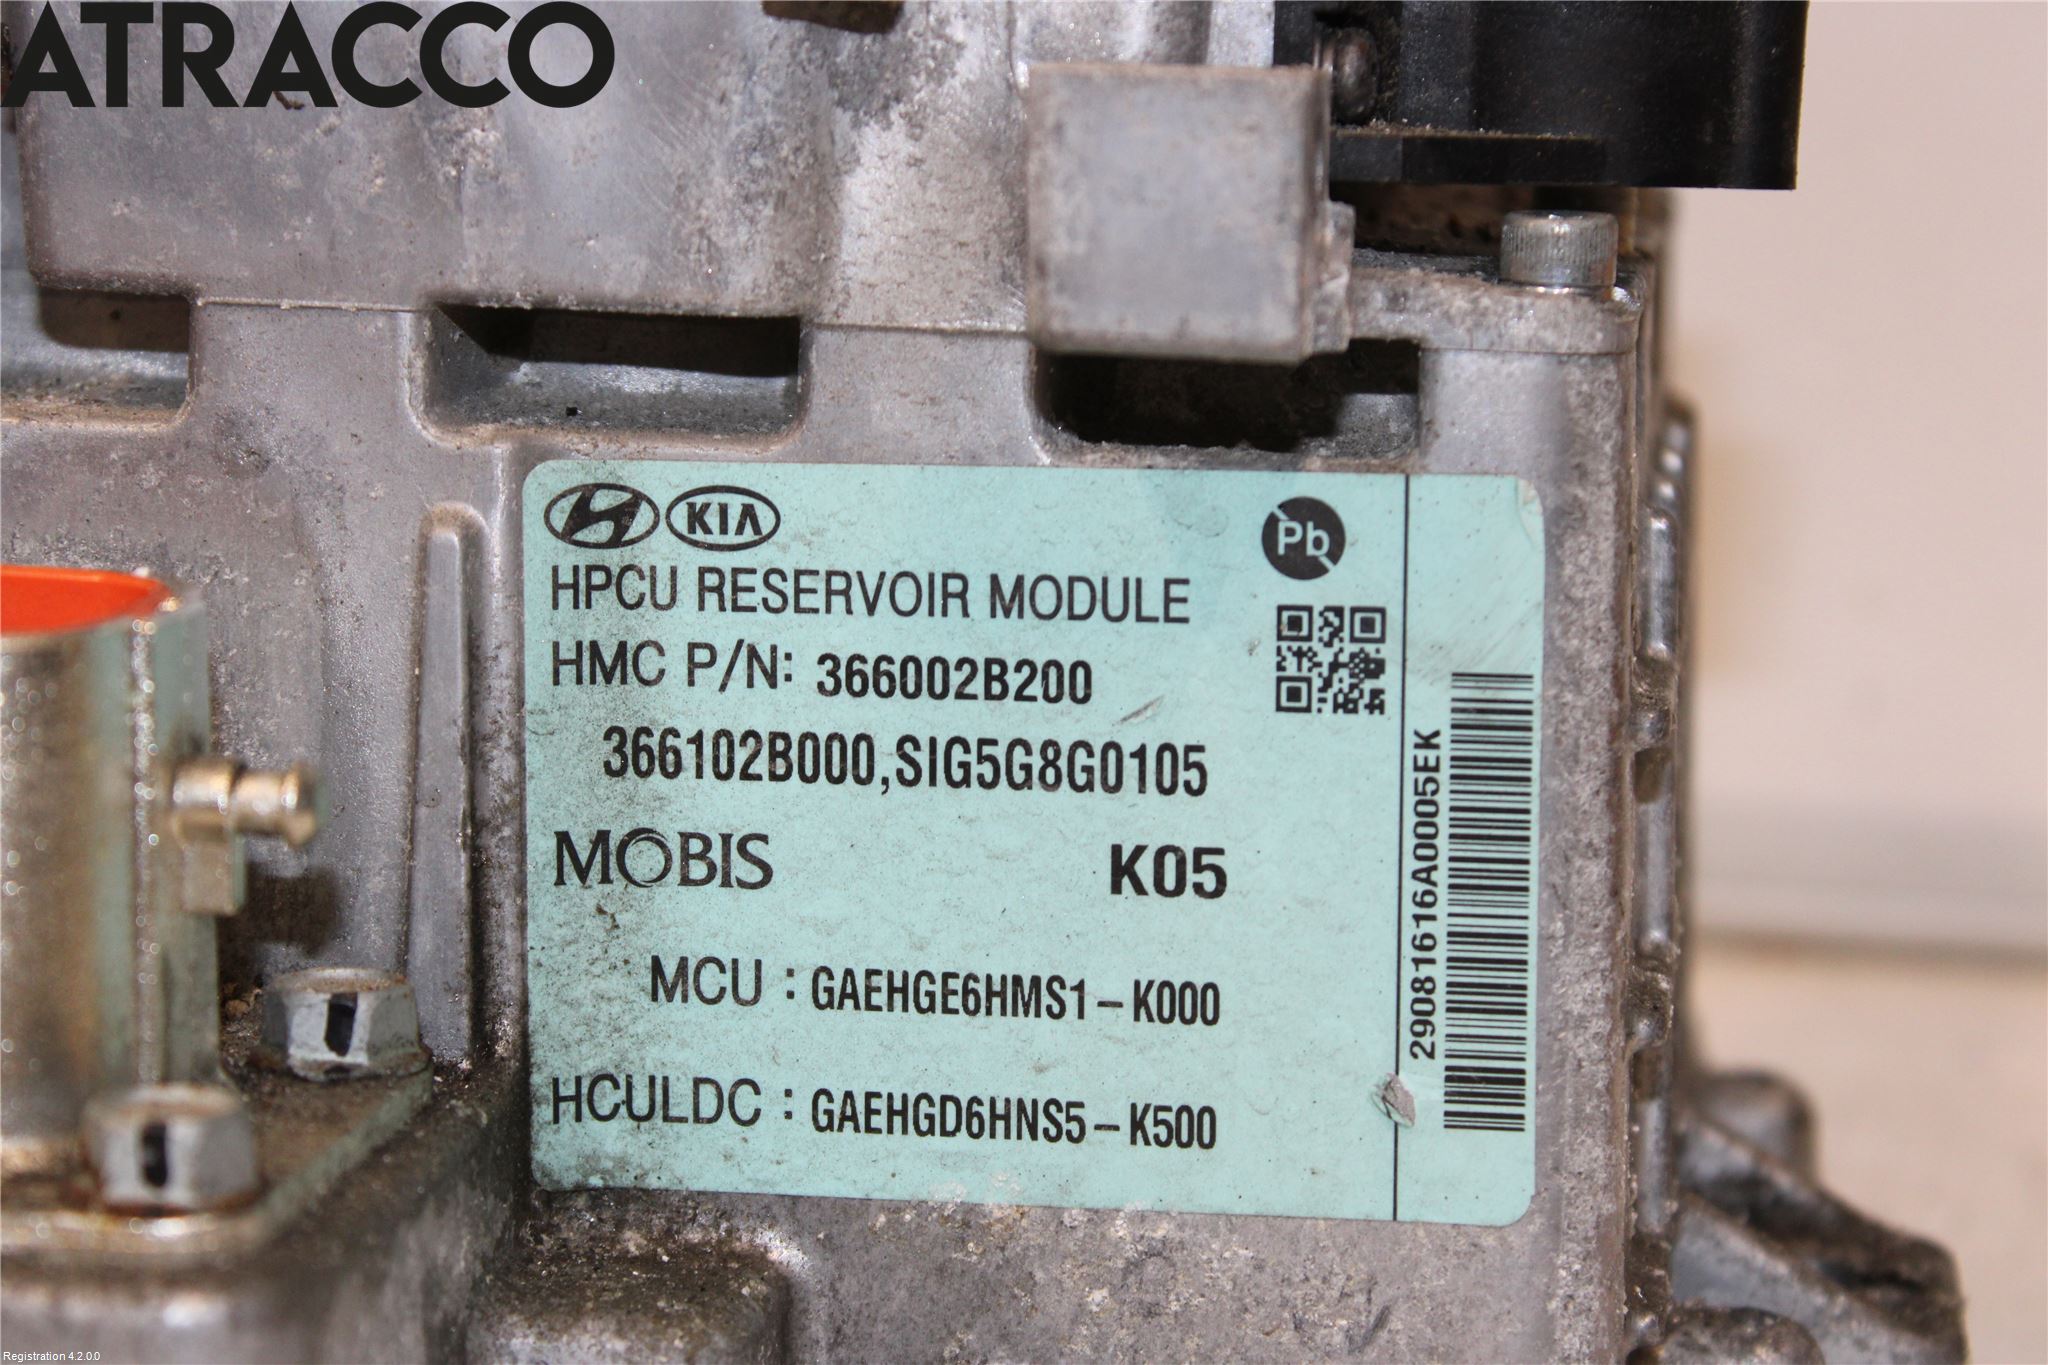 ATRACCO
KIA
Pb
HPCU RESERVOIR MODULE
HMC P/N: 366002B200
366102B000,SIG5G8G0105
MOBIS K05
MCU : GAEHGE6HMS1-K000
HCULDC : GAEHGD6HNS5-K500
290816161A0005EK
Registration 4.2.0.0